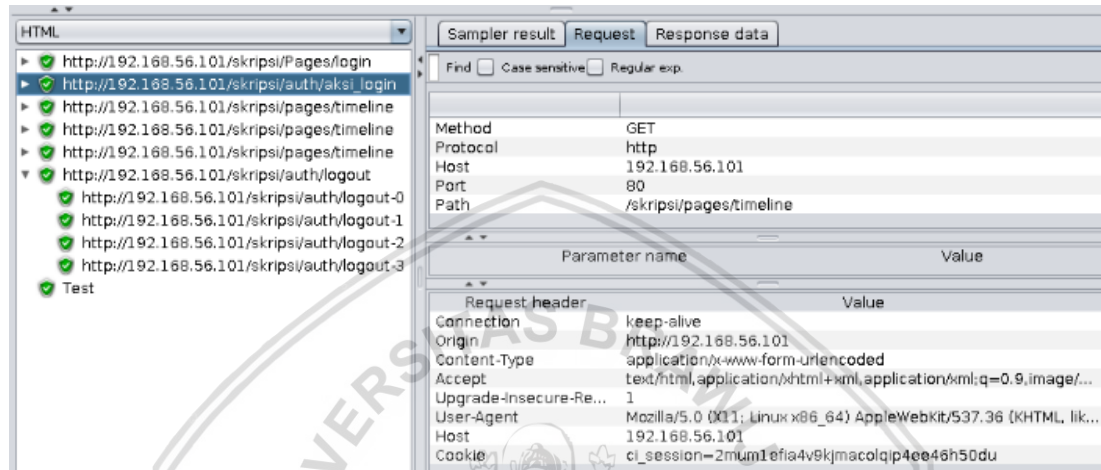 HTML
http://192.168.56.101/skripsi/Pages/login
http://192.168.56.101/skripsi/auth/aksi_login
http://192.168.56.101/skripsi/pages/timeline
http://192.168.56.101/skripsi/pages/timeline
http://192.168.56.101/skripsi/pages/timeline
http://192.168.56.101/skripsi/auth/logout
http://192.168.56.101/skripsi/auth/logout-0
http://192.168.56.101/skripsi/auth/logout-1
http://192.168.56.101/skripsi/auth/logout-2
http://192.168.56.101/skripsi/auth/logout-3
Test
Sampler result Request Response data
Find Case sensitive Regular exp.
Method GET
Protocol http
Host 192.168.56.101
Port 80
Path /skripsi/pages/timeline
Parameter name Value
Request header Value
Connection keep-alive
Origin http://192.168.56.101
Content-Type application/x-www-form-urlencoded
Accept text/html,application/xhtml+xml,application/xml;q=0.9,image/...
Upgrade-Insecure-Re... 1
User-Agent Mozilla/5.0 (X11; Linux x86_64) AppleWebKit/537.36 (KHTML, lik...
Host 192.168.56.101
Cookie